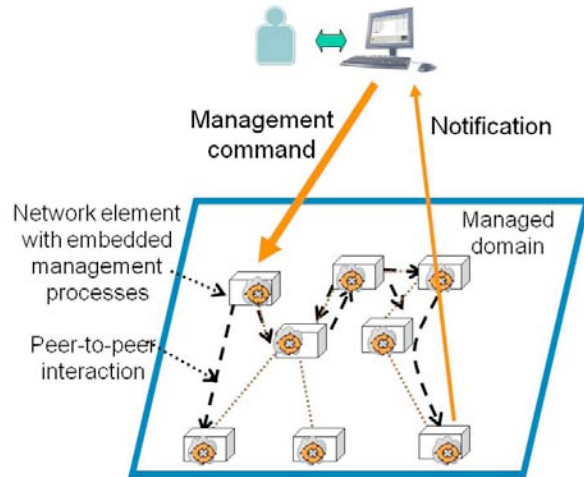 Management
command
Notification
Network element
with embedded
management
processes
Managed
domain
Peer-to-peer
interaction